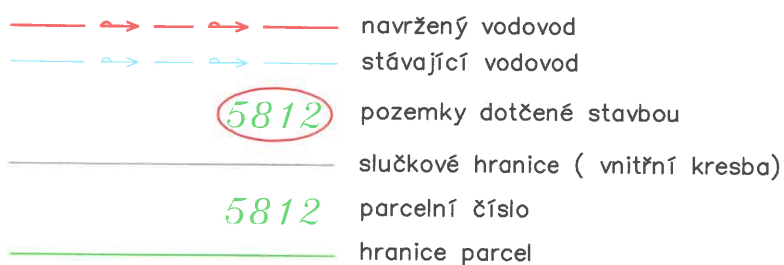 navržený vodovod
stávající vodovod
5812 pozemky dotčené stavbou
slučkové hranice ( vnitřní kresba)
5812 parcelní číslo
hranice parcel